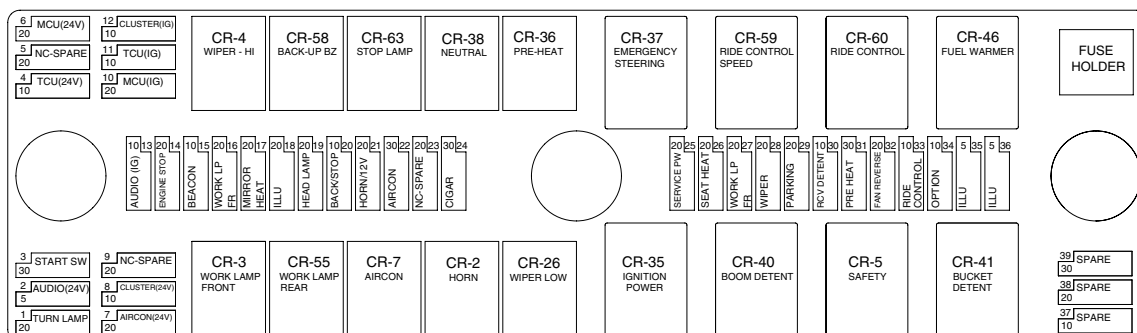 6 MCU(24V)
20
12 CLUSTER(IG)
10
5 NC-SPARE
20
11 TCU(IG)
10
4 TCU(24V)
10
10 MCU(IG)
20
CR-4
WIPER - HI
CR-58
BACK-UP BZ
CR-63
STOP LAMP
CR-38
NEUTRAL
CR-36
PRE-HEAT
CR-37
EMERGENCY
STEERING
CR-59
RIDE CONTROL
SPEED
CR-60
RIDE CONTROL
CR-46
FUEL WARMER
FUSE
HOLDER
10 13
AUDIO (IG)
20 14
ENGINE STOP
10 15
BEACON
20 16
WORK LP
FR
20 17
MIRROR
HEAT
20 18
ILLU
20 19
HEAD LAMP
10 20
BACK/STOP
20 21
HORN/12V
30 22
AIRCON
20 23
NC-SPARE
30 24
CIGAR
20 25
SERVICE PW
20 26
SEAT HEAT
20 27
WORK LP
FR
20 28
WIPER
20 29
PARKING
10 30
RCV DETENT
30 31
PRE HEAT
20 32
FAN REVERSE
10 33
RIDE
CONTROL
10 34
OPTION
5 35
ILLU
5 36
ILLU
3 START SW
30
9 NC-SPARE
20
2 AUDIO(24V)
5
8 CLUSTER(24V)
10
1 TURN LAMP
20
7 AIRCON(24V)
20
CR-3
WORK LAMP
FRONT
CR-55
WORK LAMP
REAR
CR-7
AIRCON
CR-2
HORN
CR-26
WIPER LOW
CR-35
IGNITION
POWER
CR-40
BOOM DETENT
CR-5
SAFETY
CR-41
BUCKET
DETENT
39 SPARE
30
38 SPARE
20
37 SPARE
10